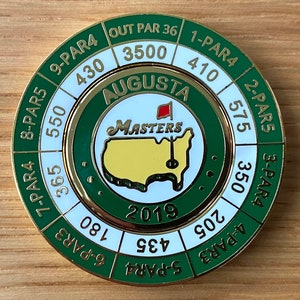 OUT PAR 36
3500
1-PAR4
410
2-PAR5
575
3-PAR4
350
4-PAR3
205
5-PAR4
435
6-PAR3
180
7-PAR4
365
8-PAR5
550
9-PAR4
430
AUGUSTA
MASTERS
2019